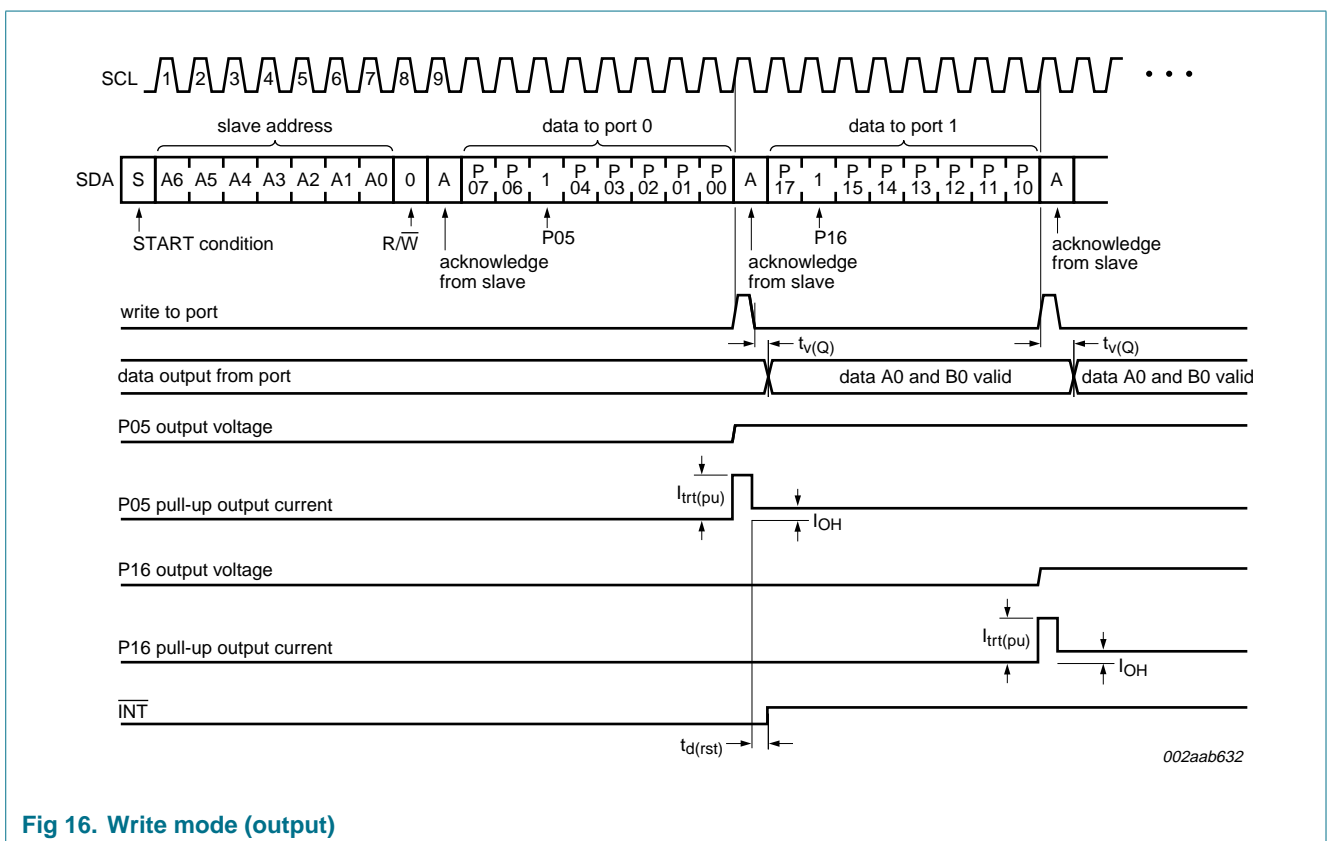 SCL 1 2 3 4 5 6 7 8 9 • • •
slave address data to port 0 data to port 1
SDA S A6 A5 A4 A3 A2 A1 A0 0 A P07 P06 1 P04 P03 P02 P01 P00 A P17 1 P15 P14 P13 P12 P11 P10 A
START condition R/W̅ P05 P16
acknowledge from slave acknowledge from slave acknowledge from slave
write to port
tv(Q) tv(Q)
data output from port data A0 and B0 valid data A0 and B0 valid
P05 output voltage
Itrt(pu)
P05 pull-up output current IOH
P16 output voltage
Itrt(pu)
P16 pull-up output current IOH
I̅N̅T̅
td(rst)
002aab632
Fig 16. Write mode (output)